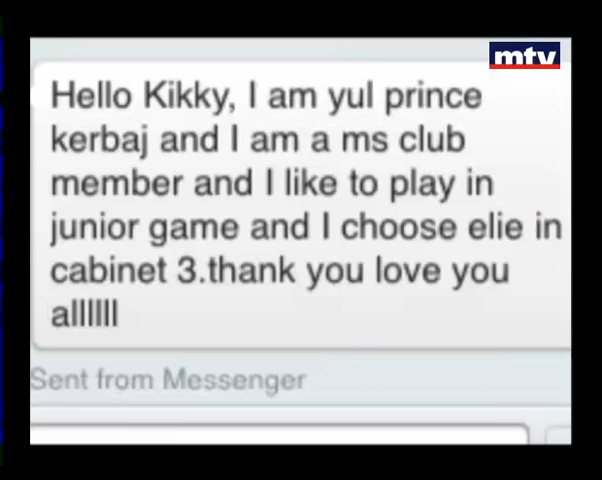 mtv
Hello Kikky, I am yul prince
kerbaj and I am a ms club
member and I like to play in
junior game and I choose elie in
cabinet 3.thank you love you
allllll
Sent from Messenger